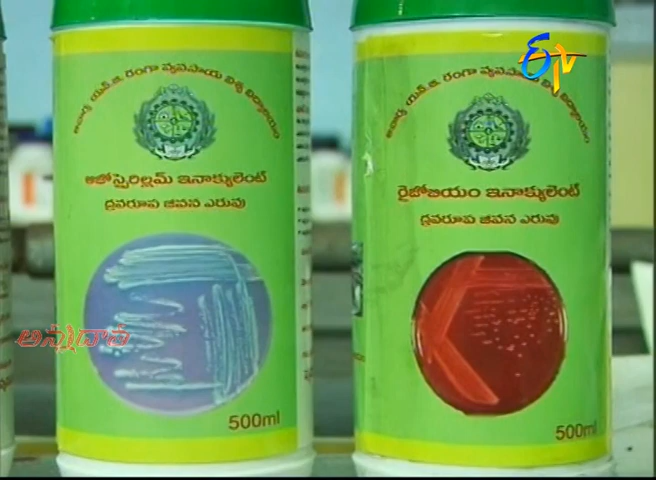 ఆచార్య ఎన్.జి. రంగా వ్యవసాయ విశ్వ విద్యాలయం
అజోస్పైరిల్లమ్ ఇనాక్యులెంట్
ద్రవరూప జీవన ఎరువు
500ml
ఆచార్య ఎన్.జి. రంగా వ్యవసాయ విశ్వ విద్యాలయం
రైజోబియం ఇనాక్యులెంట్
ద్రవరూప జీవన ఎరువు
500ml
ETV
అన్నదాత